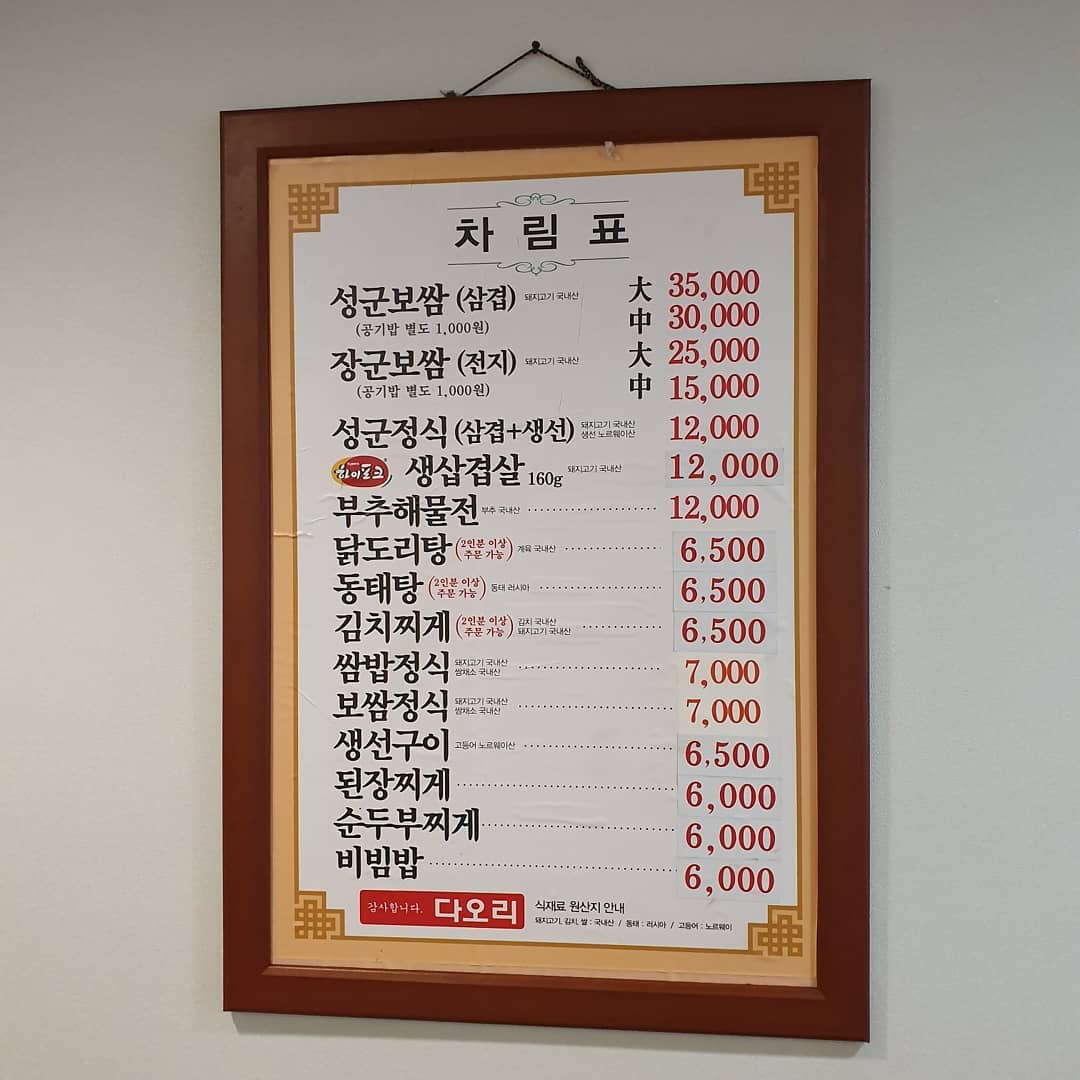 차림표
성군보쌈 (삼겹) 돼지고기 국내산 大 35,000
(공기밥 별도 1,000원) 中 30,000
장군보쌈 (전지) 돼지고기 국내산 大 25,000
(공기밥 별도 1,000원) 中 15,000
성군정식 (삼겹+생선) 돼지고기 국내산 생선 노르웨이산 12,000
하이포크 생삽겹살 160g 돼지고기 국내산 12,000
부추해물전 부추 국내산 12,000
닭도리탕 (2인분 이상 주문 가능) 계육 국내산 6,500
동태탕 (2인분 이상 주문 가능) 동태 러시아 6,500
김치찌게 (2인분 이상 주문 가능) 김치 국내산 돼지고기 국내산 6,500
쌈밥정식 돼지고기 국내산 쌈채소 국내산 7,000
보쌈정식 돼지고기 국내산 쌈채소 국내산 7,000
생선구이 고등어 노르웨이산 6,500
된장찌게 6,000
순두부찌게 6,000
비빔밥 6,000
감사합니다. 다오리 식재료 원산지 안내
돼지고기, 김치, 쌀 : 국내산 / 동태 : 러시아 / 고등어 : 노르웨이